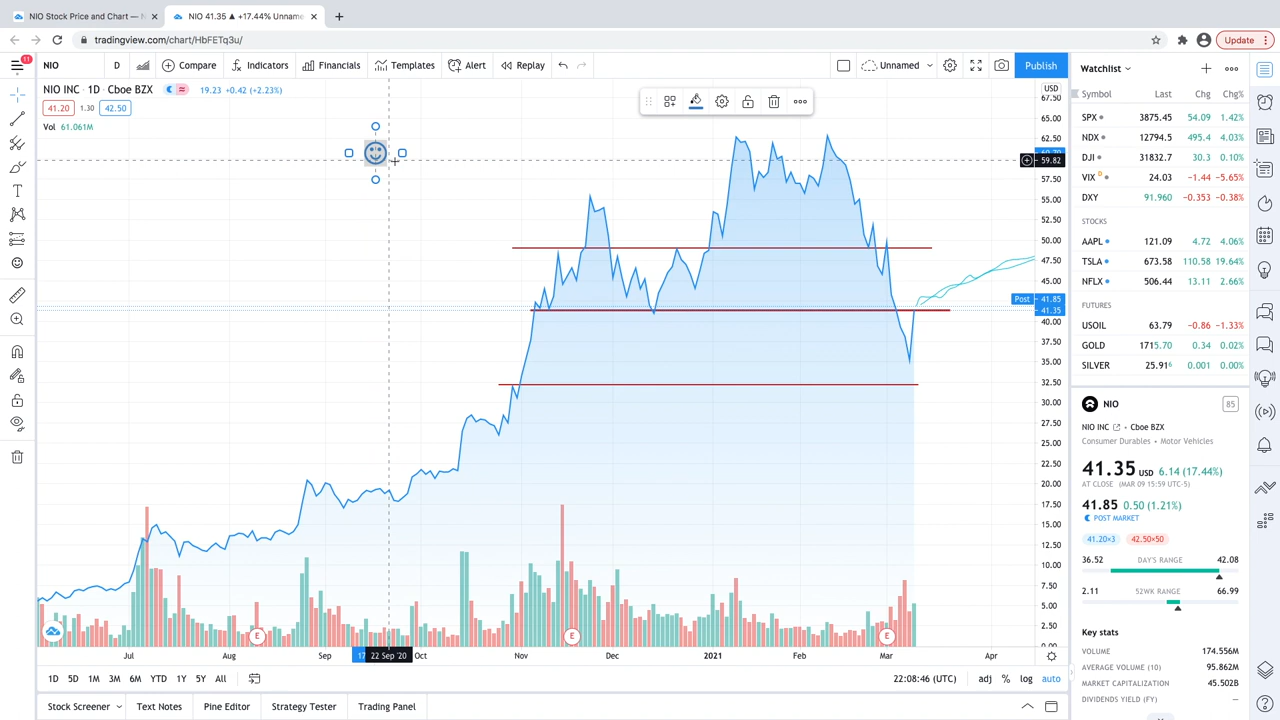 NIO Stock Price and Chart — N
NIO 41.35 ▲ +17.44% Unname
tradingview.com/chart/HbFETq3u/
Update
11
NIO
D
Compare
Indicators
Financials
Templates
Alert
Replay
Unnamed
Publish
NIO INC · 1D · Cboe BZX
19.23 +0.42 (+2.23%)
41.20 1.30 42.50
Vol 61.061M
USD
67.50
65.00
62.50
59.82
57.50
55.00
52.50
50.00
47.50
45.00
Post 41.85
41.35
40.00
37.50
35.00
32.50
30.00
27.50
25.00
22.50
20.00
17.50
15.00
12.50
10.00
7.50
5.00
2.50
E
E
E
Jul
Aug
Sep
17
22 Sep '20
Oct
Nov
Dec
2021
Feb
Mar
Apr
1D 5D 1M 3M 6M YTD 1Y 5Y All
22:08:46 (UTC) adj % log auto
Stock Screener
Text Notes
Pine Editor
Strategy Tester
Trading Panel
Watchlist
Symbol Last Chg Chg%
SPX 3875.45 54.09 1.42%
NDX 12794.5 495.4 4.03%
DJI 31832.7 30.3 0.10%
VIX D 24.03 −1.44 −5.65%
DXY 91.960 −0.353 −0.38%
STOCKS
AAPL 121.09 4.72 4.06%
TSLA 673.58 110.58 19.64%
NFLX 506.44 13.11 2.66%
FUTURES
USOIL 63.79 −0.86 −1.33%
GOLD 1715.70 0.34 0.02%
SILVER 25.916 0.001 0.00%
NIO
85
NIO INC Cboe BZX
Consumer Durables • Motor Vehicles
41.35 USD 6.14 (17.44%)
AT CLOSE (MAR 09 15:59 UTC-5)
41.85 0.50 (1.21%)
POST MARKET
41.20×3 42.50×50
36.52 DAY'S RANGE 42.08
2.11 52WK RANGE 66.99
Key stats
VOLUME 174.556M
AVERAGE VOLUME (10) 95.862M
MARKET CAPITALIZATION 45.502B
DIVIDENDS YIELD (FY) —